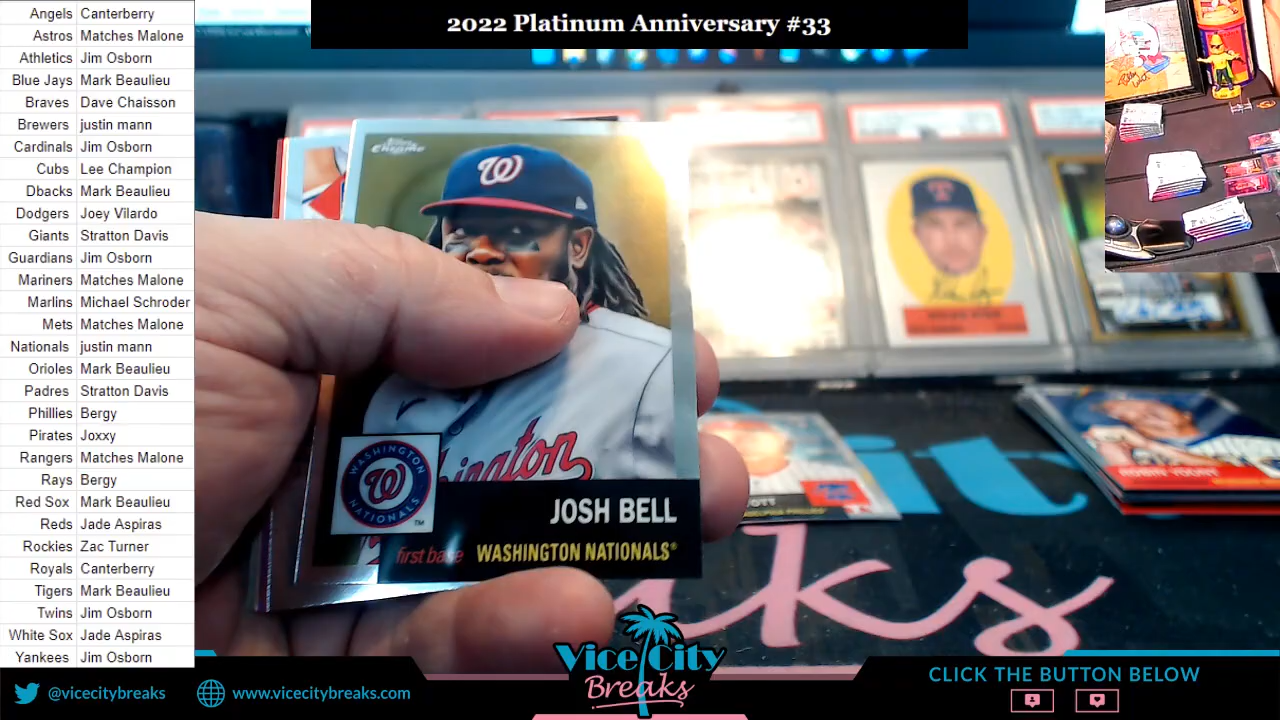 2022 Platinum Anniversary #33
Angels Canterberry
Astros Matches Malone
Athletics Jim Osborn
Blue Jays Mark Beaulieu
Braves Dave Chaisson
Brewers justin mann
Cardinals Jim Osborn
Cubs Lee Champion
Dbacks Mark Beaulieu
Dodgers Joey Vilardo
Giants Stratton Davis
Guardians Jim Osborn
Mariners Matches Malone
Marlins Michael Schroder
Mets Matches Malone
Nationals justin mann
Orioles Mark Beaulieu
Padres Stratton Davis
Phillies Bergy
Pirates Joxxy
Rangers Matches Malone
Rays Bergy
Red Sox Mark Beaulieu
Reds Jade Aspiras
Rockies Zac Turner
Royals Canterberry
Tigers Mark Beaulieu
Twins Jim Osborn
White Sox Jade Aspiras
Yankees Jim Osborn
Topps Chrome
W
WASHINGTON
W
NATIONALS
TM
JOSH BELL
first base WASHINGTON NATIONALS®
ROBIN YOUNT
Vice City
Breaks
@vicecitybreaks
www.vicecitybreaks.com
CLICK THE BUTTON BELOW